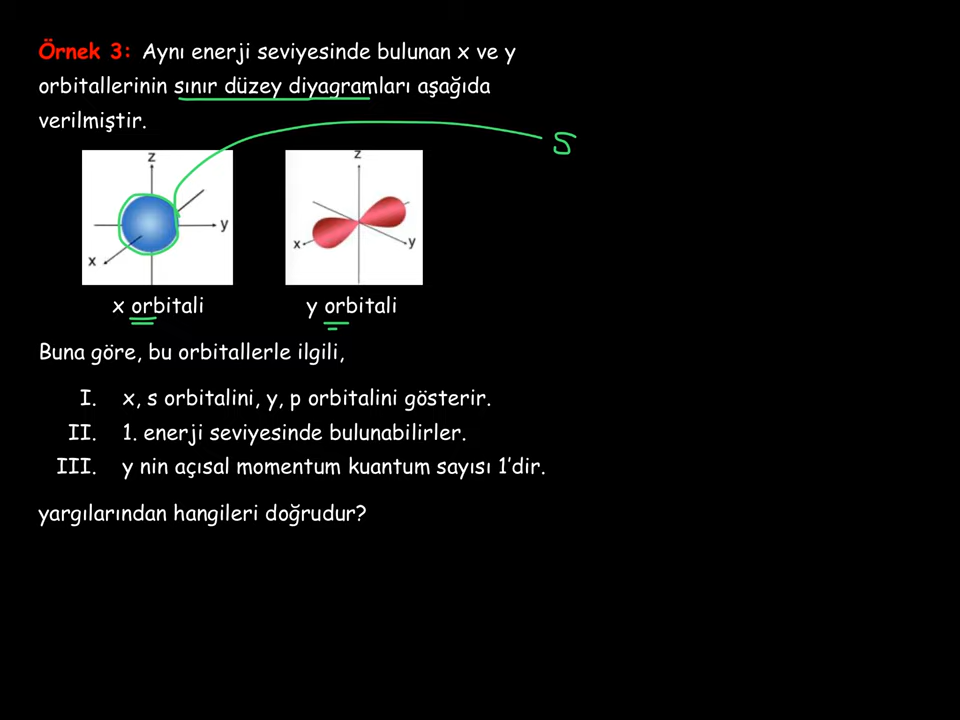 Örnek 3: Aynı enerji seviyesinde bulunan x ve y
orbitallerinin sınır düzey diyagramları aşağıda
verilmiştir.
S
z
y
x
z
x
y
x orbitali
y orbitali
Buna göre, bu orbitallerle ilgili,
I. x, s orbitalini, y, p orbitalini gösterir.
II. 1. enerji seviyesinde bulunabilirler.
III. y nin açısal momentum kuantum sayısı 1'dir.
yargılarından hangileri doğrudur?